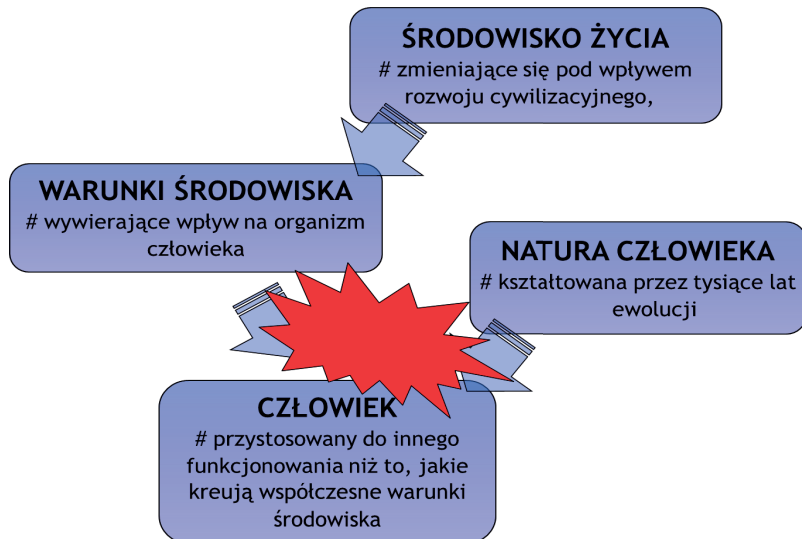 ŚRODOWISKO ŻYCIA
# zmieniające się pod wpływem
rozwoju cywilizacyjnego,
WARUNKI ŚRODOWISKA
# wywierające wpływ na organizm
człowieka
NATURA CZŁOWIEKA
# kształtowana przez tysiące lat
ewolucji
CZŁOWIEK
# przystosowany do innego
funkcjonowania niż to, jakie
kreują współczesne warunki
środowiska